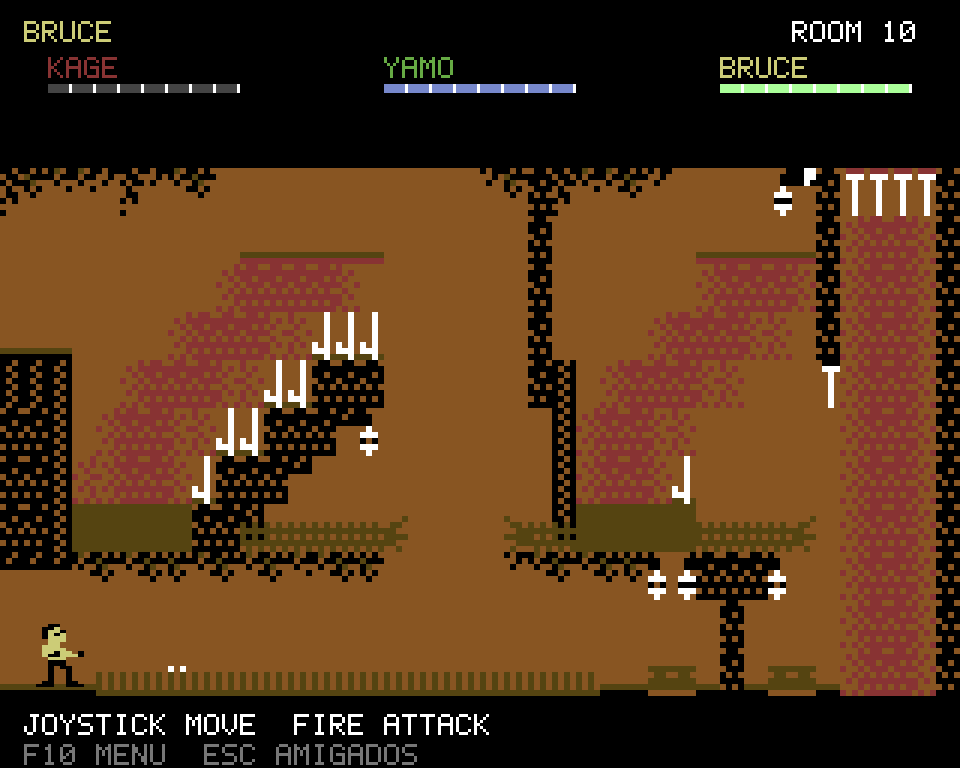 BRUCE ROOM 10
KAGE YAMO BRUCE
JOYSTICK MOVE FIRE ATTACK
F10 MENU ESC AMIGADOS